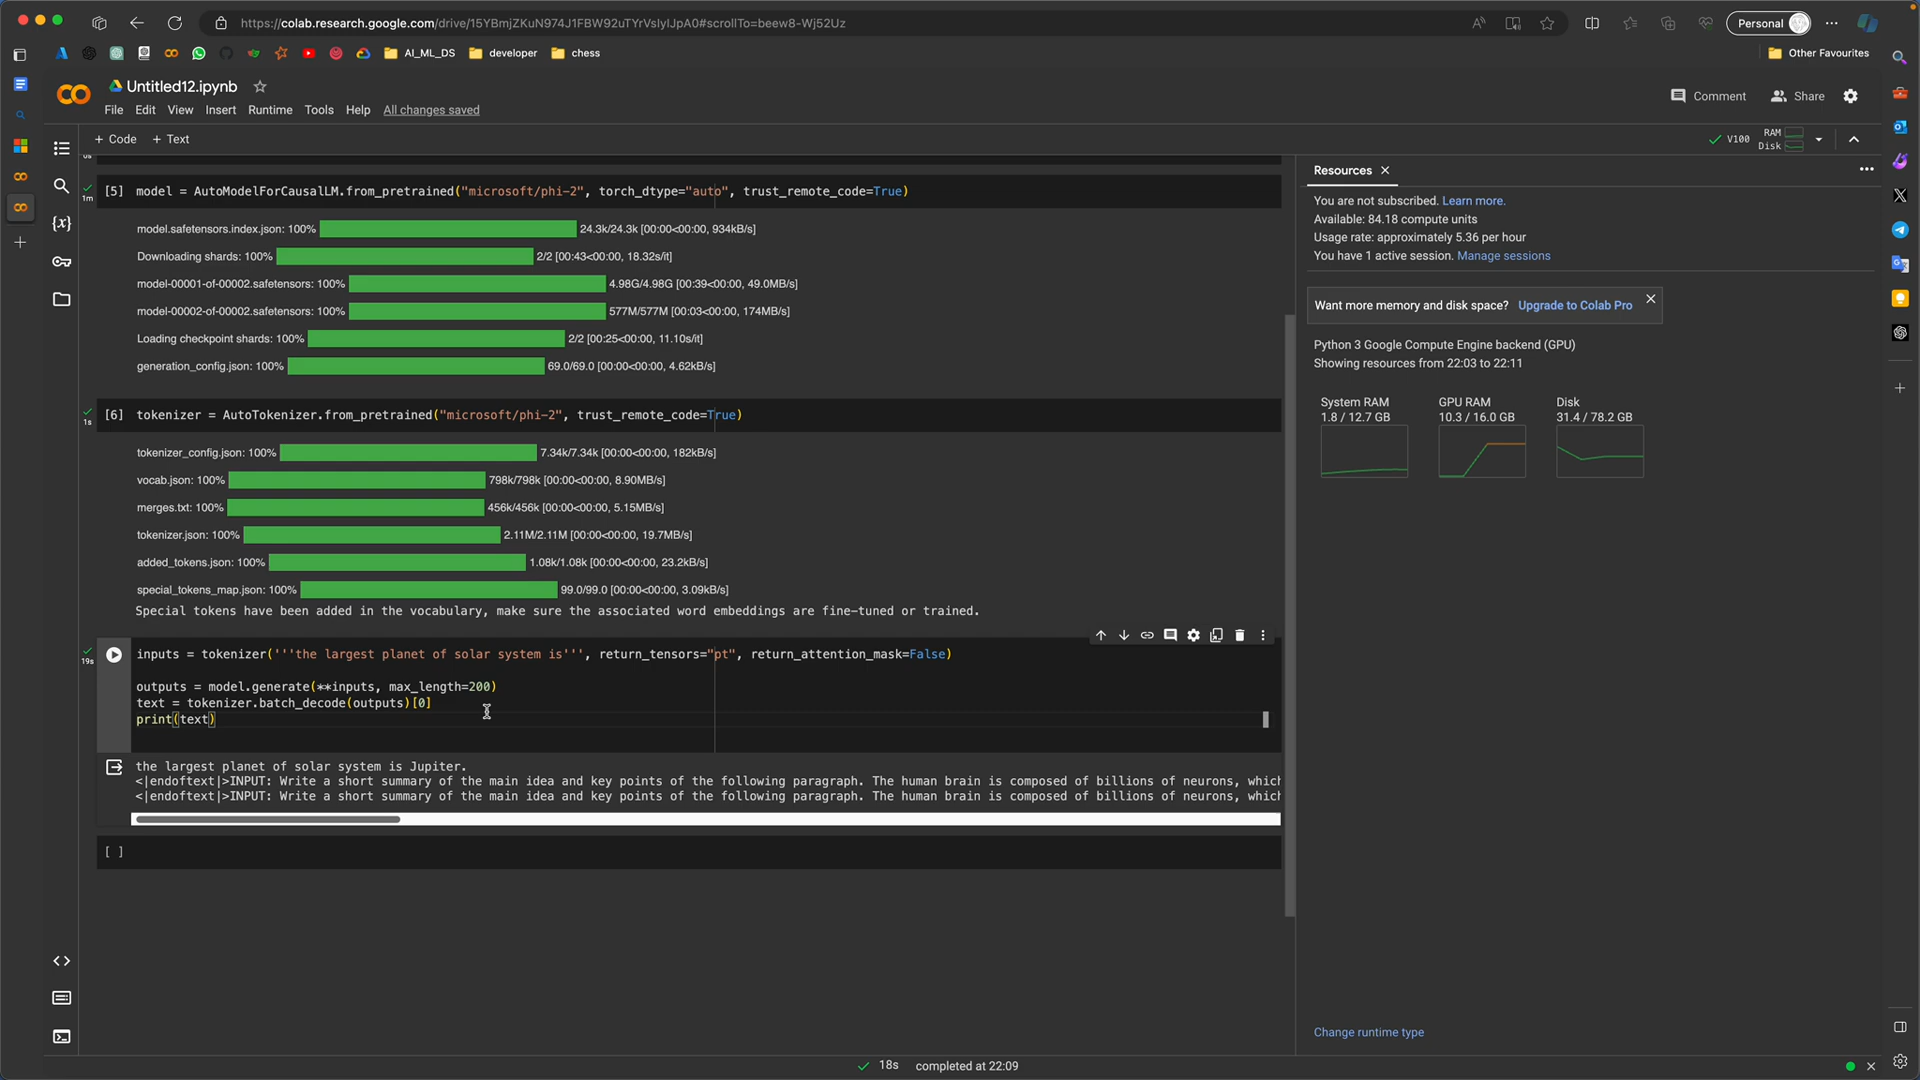 https://colab.research.google.com/drive/15YBmjZKuN974J1FBW92uTYrVslylJpA0#scrollTo=beew8-Wj52Uz
Personal
AI_ML_DS
developer
chess
Other Favourites
Untitled12.ipynb
File Edit View Insert Runtime Tools Help All changes saved
Comment
Share
+ Code + Text
V100
RAM
Disk
0s
[5] model = AutoModelForCausalLM.from_pretrained("microsoft/phi-2", torch_dtype="auto", trust_remote_code=True)
1m
model.safetensors.index.json: 100% 24.3k/24.3k [00:00<00:00, 934kB/s]
Downloading shards: 100% 2/2 [00:43<00:00, 18.32s/it]
model-00001-of-00002.safetensors: 100% 4.98G/4.98G [00:39<00:00, 49.0MB/s]
model-00002-of-00002.safetensors: 100% 577M/577M [00:03<00:00, 174MB/s]
Loading checkpoint shards: 100% 2/2 [00:25<00:00, 11.10s/it]
generation_config.json: 100% 69.0/69.0 [00:00<00:00, 4.62kB/s]
[6] tokenizer = AutoTokenizer.from_pretrained("microsoft/phi-2", trust_remote_code=True)
1s
tokenizer_config.json: 100% 7.34k/7.34k [00:00<00:00, 182kB/s]
vocab.json: 100% 798k/798k [00:00<00:00, 8.90MB/s]
merges.txt: 100% 456k/456k [00:00<00:00, 5.15MB/s]
tokenizer.json: 100% 2.11M/2.11M [00:00<00:00, 19.7MB/s]
added_tokens.json: 100% 1.08k/1.08k [00:00<00:00, 23.2kB/s]
special_tokens_map.json: 100% 99.0/99.0 [00:00<00:00, 3.09kB/s]
Special tokens have been added in the vocabulary, make sure the associated word embeddings are fine-tuned or trained.
19s
inputs = tokenizer('''the largest planet of solar system is''', return_tensors="pt", return_attention_mask=False)
outputs = model.generate(**inputs, max_length=200)
text = tokenizer.batch_decode(outputs)[0]
print(text)
the largest planet of solar system is Jupiter.
<|endoftext|>INPUT: Write a short summary of the main idea and key points of the following paragraph. The human brain is composed of billions of neurons, which
<|endoftext|>INPUT: Write a short summary of the main idea and key points of the following paragraph. The human brain is composed of billions of neurons, which
[ ]
Resources
You are not subscribed. Learn more.
Available: 84.18 compute units
Usage rate: approximately 5.36 per hour
You have 1 active session. Manage sessions
Want more memory and disk space? Upgrade to Colab Pro
Python 3 Google Compute Engine backend (GPU)
Showing resources from 22:03 to 22:11
System RAM
1.8 / 12.7 GB
GPU RAM
10.3 / 16.0 GB
Disk
31.4 / 78.2 GB
Change runtime type
18s completed at 22:09